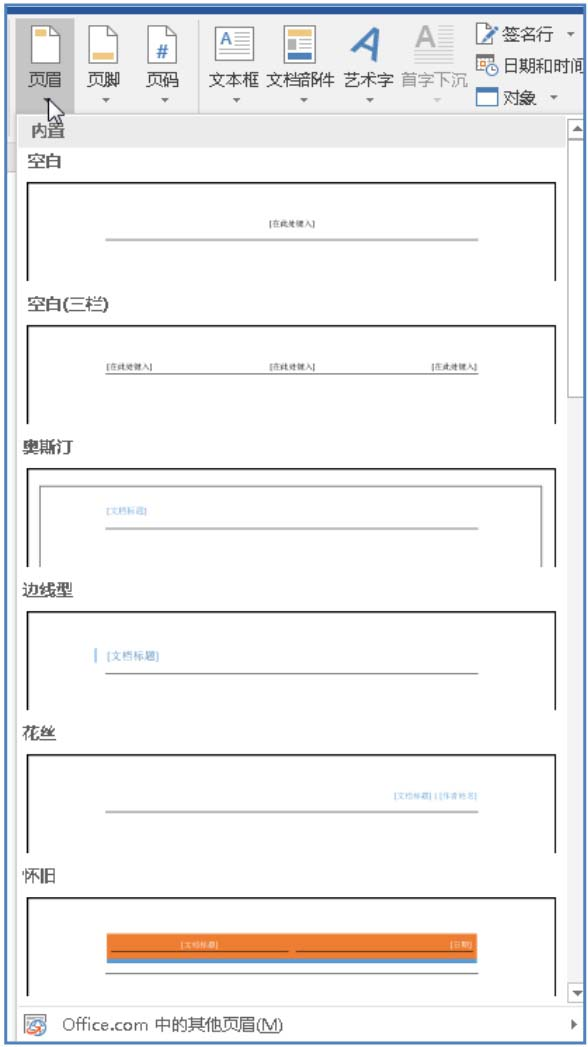 签名行
日期和时间
对象
页眉 页脚 页码 文本框 文档部件 艺术字 首字下沉
内置
空白
[在此处键入]
空白(三栏)
[在此处键入] [在此处键入] [在此处键入]
奥斯汀
[文档标题]
边线型
[文档标题]
花丝
[文档标题] | [作者姓名]
怀旧
[文档标题] [日期]
Office.com 中的其他页眉(M)